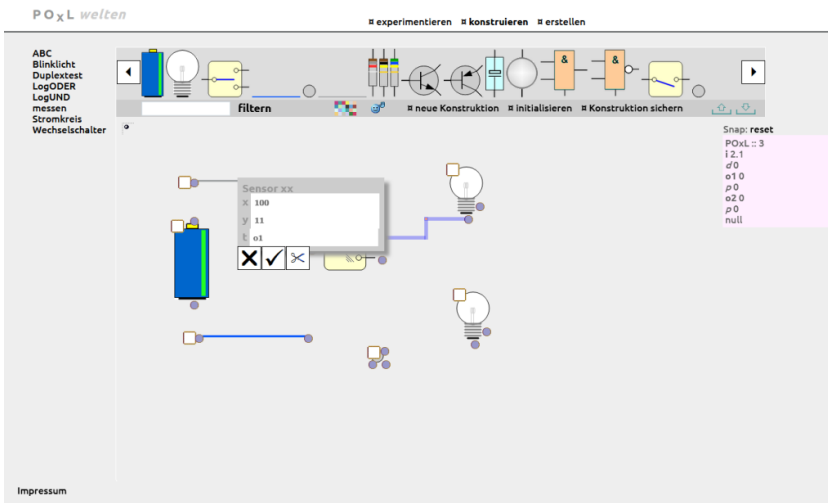 POXL welten
¤ experimentieren ¤ konstruieren ¤ erstellen
ABC
Blinklicht
Duplextest
LogODER
LogUND
messen
Stromkreis
Wechselschalter
& &
filtern
¤ neue Konstruktion ¤ initialisieren ¤ Konstruktion sichern
Snap: reset
POxL :: 3
i 2.1
d 0
o1 0
p 0
o2 0
p 0
null
Sensor xx
x 100
y 11
t o1
Impressum